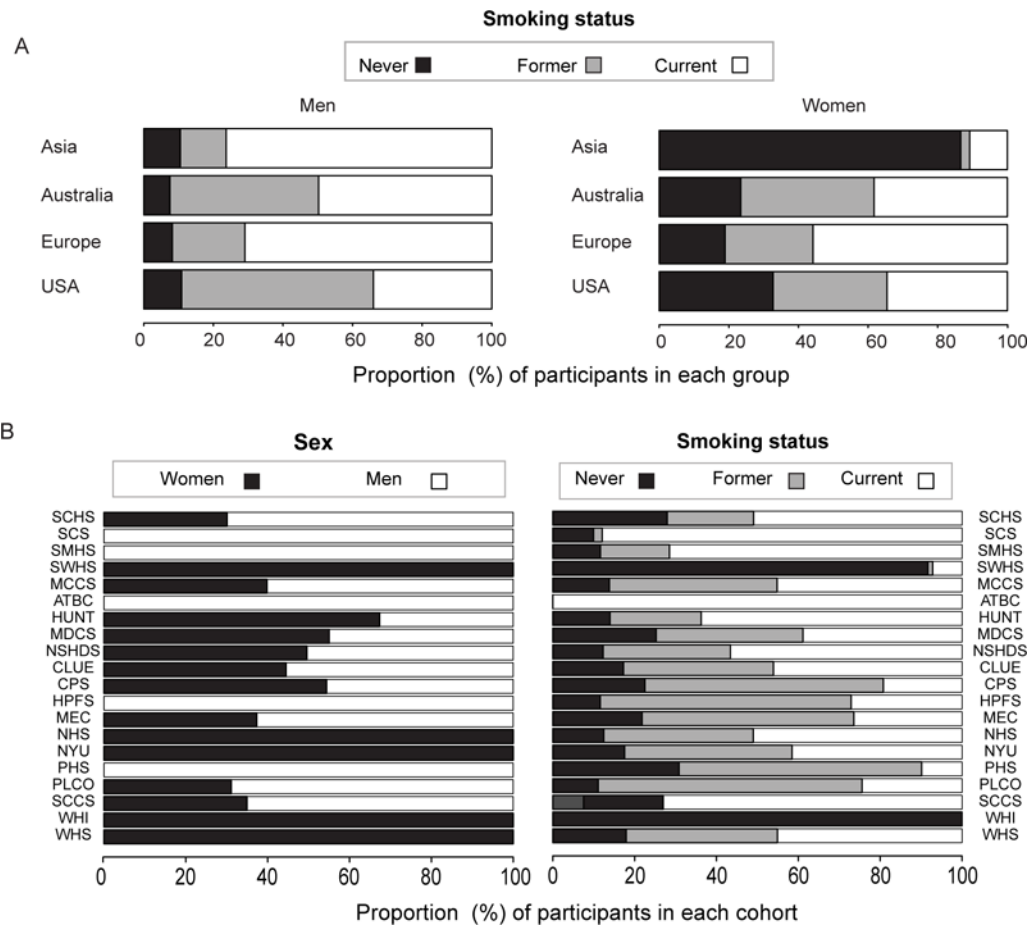 Smoking status
A
Never Former Current
Men Women
Asia Asia
Australia Australia
Europe Europe
USA USA
0 20 40 60 80 100 0 20 40 60 80 100
Proportion (%) of participants in each group
B
Sex Smoking status
Women Men Never Former Current
SCHS SCHS
SCS SCS
SMHS SMHS
SWHS SWHS
MCCS MCCS
ATBC ATBC
HUNT HUNT
MDCS MDCS
NSHDS NSHDS
CLUE CLUE
CPS CPS
HPFS HPFS
MEC MEC
NHS NHS
NYU NYU
PHS PHS
PLCO PLCO
SCCS SCCS
WHI WHI
WHS WHS
0 20 40 60 80 100 0 20 40 60 80 100
Proportion (%) of participants in each cohort